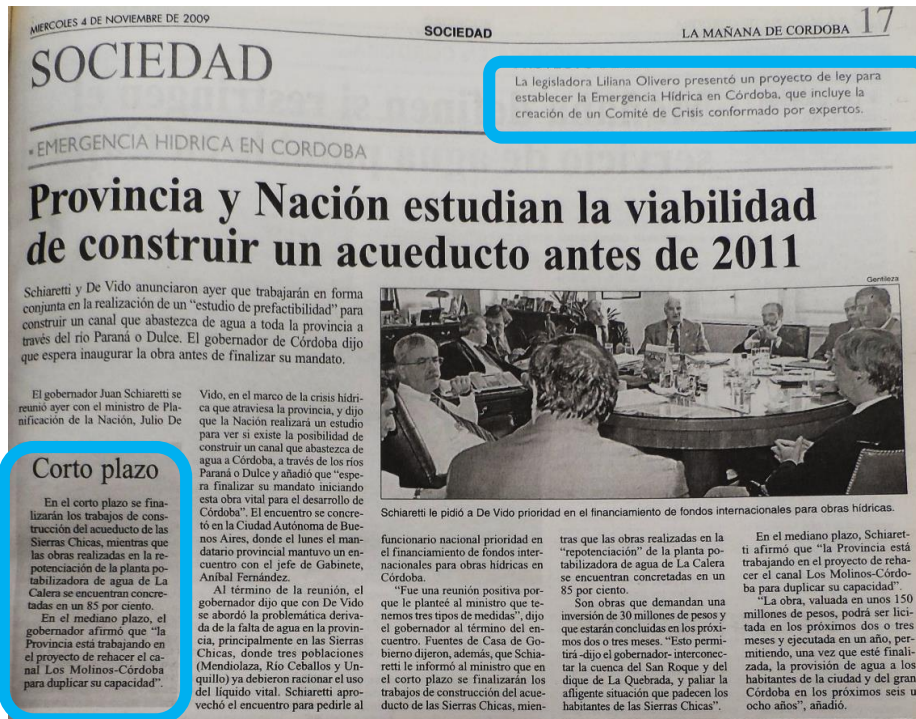 MIERCOLES 4 DE NOVIEMBRE DE 2009
SOCIEDAD
LA MAÑANA DE CORDOBA 17
SOCIEDAD
La legisladora Liliana Olivero presentó un proyecto de ley para
establecer la Emergencia Hídrica en Córdoba, que incluye la
creación de un Comité de Crisis conformado por expertos.
EMERGENCIA HIDRICA EN CORDOBA
Provincia y Nación estudian la viabilidad
de construir un acueducto antes de 2011
Schiaretti y De Vido anunciaron ayer que trabajarán en forma
conjunta en la realización de un “estudio de prefactibilidad” para
construir un canal que abastezca de agua a toda la provincia a
través del río Paraná o Dulce. El gobernador de Córdoba dijo
que espera inaugurar la obra antes de finalizar su mandato.
Gentileza
Schiaretti le pidió a De Vido prioridad en el financiamiento de fondos internacionales para obras hídricas.
El gobernador Juan Schiaretti se
reunió ayer con el ministro de Pla-
nificación de la Nación, Julio De
Corto plazo
En el corto plazo se fina-
lizarán los trabajos de cons-
trucción del acueducto de las
Sierras Chicas, mientras que
las obras realizadas en la re-
potenciación de la planta po-
tabilizadora de agua de La
Calera se encuentran concre-
tadas en un 85 por ciento.
En el mediano plazo, el
gobernador afirmó que “la
Provincia está trabajando en
el proyecto de rehacer el ca-
nal Los Molinos-Córdoba
para duplicar su capacidad”.
Vido, en el marco de la crisis hídri-
ca que atraviesa la provincia, y dijo
que la Nación realizará un estudio
para ver si existe la posibilidad de
construir un canal que abastezca de
agua a Córdoba, a través de los ríos
Paraná o Dulce y añadió que “espe-
ra finalizar su mandato iniciando
esta obra vital para el desarrollo de
Córdoba”. El encuentro se concre-
tó en la Ciudad Autónoma de Bue-
nos Aires, donde el lunes el man-
datario provincial mantuvo un en-
cuentro con el jefe de Gabinete,
Aníbal Fernández.
Al término de la reunión, el
gobernador dijo que con De Vido
se abordó la problemática deriva-
da de la falta de agua en la provin-
cia, principalmente en las Sierras
Chicas, donde tres poblaciones
(Mendiolaza, Río Ceballos y Un-
quillo) ya debieron racionar el uso
del líquido vital. Schiaretti apro-
vechó el encuentro para pedirle al
funcionario nacional prioridad en
el financiamiento de fondos inter-
nacionales para obras hídricas en
Córdoba.
“Fue una reunión positiva por-
que le planteé al ministro que te-
nemos tres tipos de medidas”, dijo
el gobernador al término del en-
cuentro. Fuentes de Casa de Go-
bierno dijeron, además, que Schia-
retti le informó al ministro que en
el corto plazo se finalizarán los
trabajos de construcción del acue-
ducto de las Sierras Chicas, mien-
tras que las obras realizadas en la
“repotenciación” de la planta po-
tabilizadora de agua de La Calera
se encuentran concretadas en un
85 por ciento.
Son obras que demandan una
inversión de 30 millones de pesos y
que estarán concluidas en los próxi-
mos dos o tres meses. “Esto permi-
tirá -dijo el gobernador- interconec-
tar la cuenca del San Roque y del
dique de La Quebrada, y paliar la
afligente situación que padecen los
habitantes de las Sierras Chicas”.
En el mediano plazo, Schiaret-
ti afirmó que “la Provincia está
trabajando en el proyecto de reha-
cer el canal Los Molinos-Córdo-
ba para duplicar su capacidad”.
“La obra, valuada en unos 150
millones de pesos, podrá ser lici-
tada en los próximos dos o tres
meses y ejecutada en un año, per-
mitiendo, una vez que esté finali-
zada, la provisión de agua a los
habitantes de la ciudad y del gran
Córdoba en los próximos seis u
ocho años”, añadió.